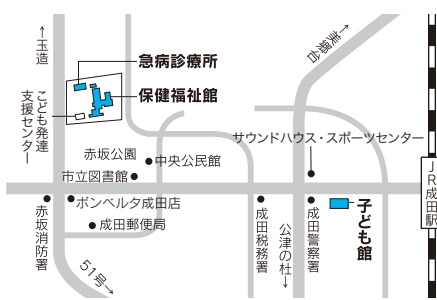 ←玉造
急病診療所
保健福祉館
こども発達
支援センター
←美郷台
赤坂公園
中央公民館
市立図書館
サウンドハウス・スポーツセンター
ボンベルタ成田店
成田郵便局
赤坂消防署
成田税務署
公津の杜→
成田警察署
子ども館
JR成田駅
51号→